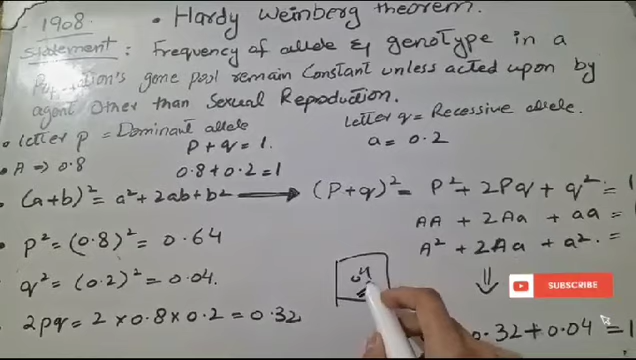 1908.
• Hardy Weinberg theorem.
Statement: Frequency of allele & genotype in a
gene pool remain Constant unless acted upon by
agent Other than Sexual Reproduction.
• letter p = Dominant allele
letter q = Recessive allele.
P + q = 1.
a = 0.2
• A => 0.8
0.8 + 0.2 = 1
• (a+b)² = a² + 2ab + b² → (P+q)² = P² + 2Pq + q² = 1
AA + 2Aa + aa =
A² + 2Aa + a² =
• p² = (0.8)² = 0.64
• q² = (0.2)² = 0.04.
⇓
SUBSCRIBE
• 2pq = 2 × 0.8 × 0.2 = 0.32
0.32 + 0.04 = 1